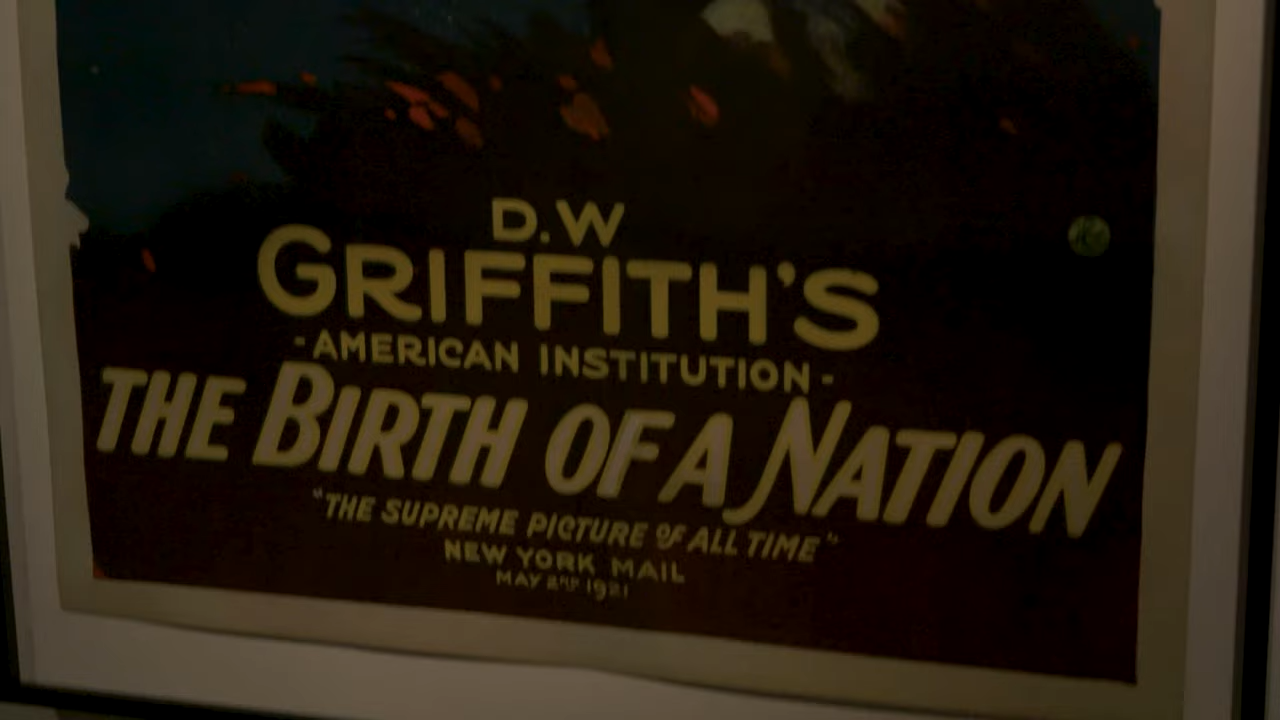 D.W
GRIFFITH'S
- AMERICAN INSTITUTION -
THE BIRTH OF A NATION
"THE SUPREME PICTURE OF ALL TIME"
NEW YORK MAIL
MAY 2ND 1921